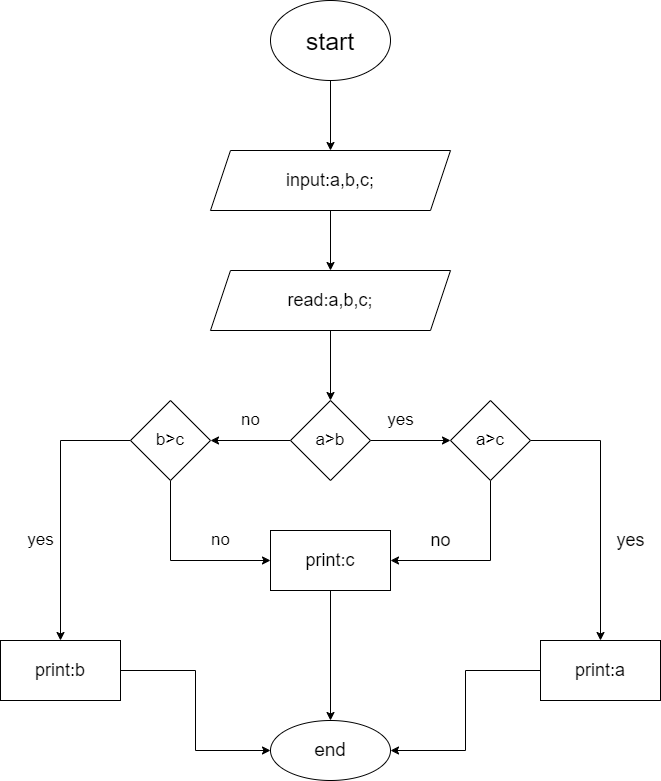 start
input:a,b,c;
read:a,b,c;
no
yes
b>c
a>b
a>c
yes
no
no
yes
print:c
print:b
print:a
end